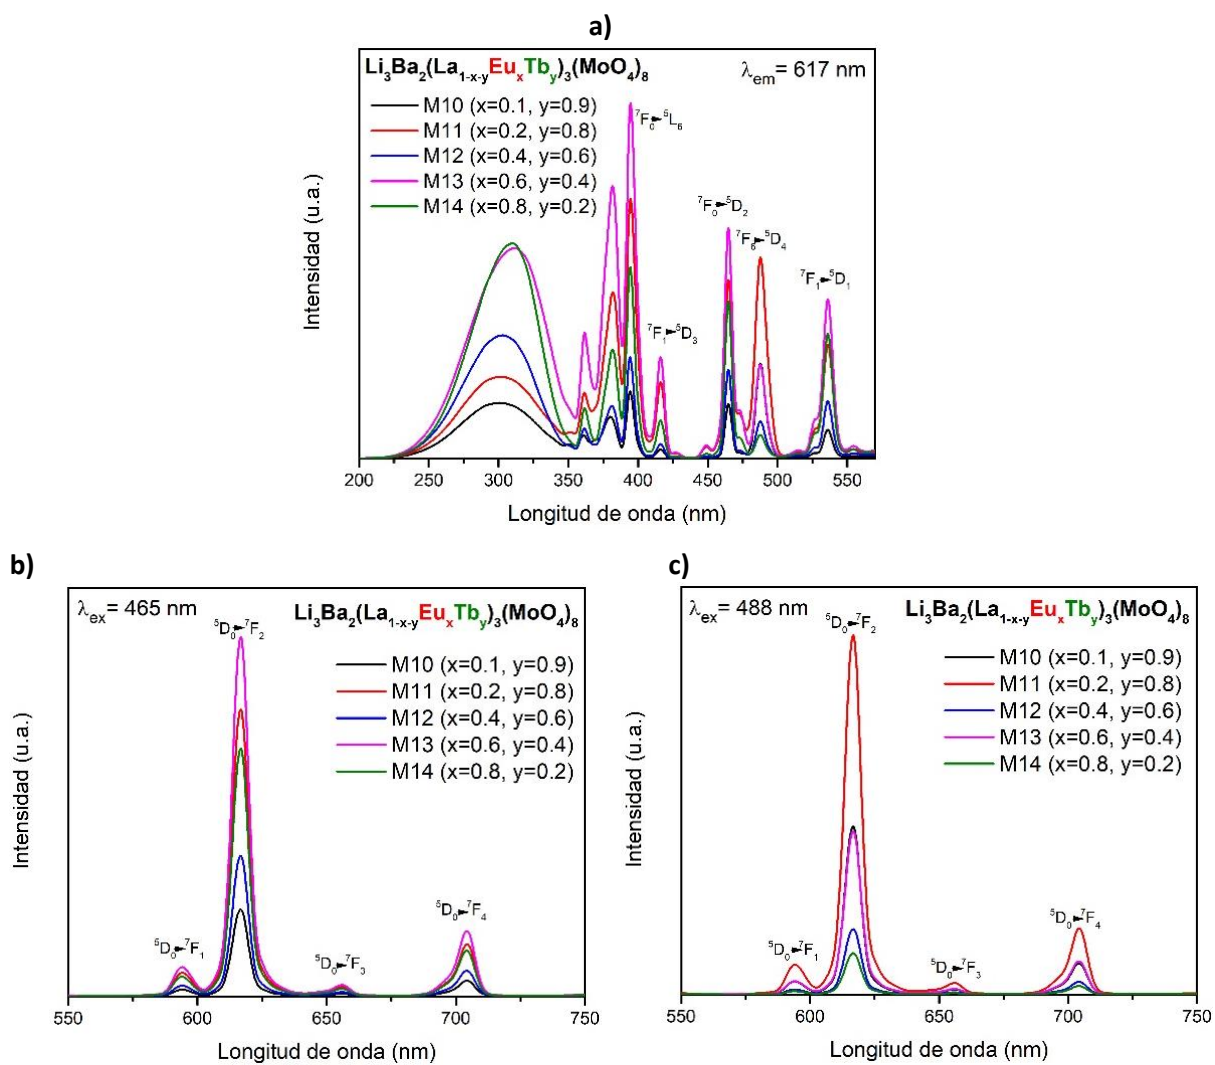 a)
Li₃Ba₂(La₁₋ₓ₋ᵧEuₓTbᵧ)₃(MoO₄)₈
λem= 617 nm
M10 (x=0.1, y=0.9)
M11 (x=0.2, y=0.8)
M12 (x=0.4, y=0.6)
M13 (x=0.6, y=0.4)
M14 (x=0.8, y=0.2)
⁷F₀►⁵L₆
⁷F₁►⁵D₃
⁷F₀►⁵D₂
⁷F₆►⁵D₄
⁷F₁►⁵D₁
Intensidad (u.a.)
200 250 300 350 400 450 500 550
Longitud de onda (nm)
b)
λex= 465 nm
Li₃Ba₂(La₁₋ₓ₋ᵧEuₓTbᵧ)₃(MoO₄)₈
⁵D₀►⁷F₂
M10 (x=0.1, y=0.9)
M11 (x=0.2, y=0.8)
M12 (x=0.4, y=0.6)
M13 (x=0.6, y=0.4)
M14 (x=0.8, y=0.2)
⁵D₀►⁷F₁
⁵D₀►⁷F₃
⁵D₀►⁷F₄
Intensidad (u.a.)
550 600 650 700 750
Longitud de onda (nm)
c)
λex= 488 nm
Li₃Ba₂(La₁₋ₓ₋ᵧEuₓTbᵧ)₃(MoO₄)₈
⁵D₀►⁷F₂
M10 (x=0.1, y=0.9)
M11 (x=0.2, y=0.8)
M12 (x=0.4, y=0.6)
M13 (x=0.6, y=0.4)
M14 (x=0.8, y=0.2)
⁵D₀►⁷F₁
⁵D₀►⁷F₃
⁵D₀►⁷F₄
Intensidad (u.a.)
550 600 650 700 750
Longitud de onda (nm)